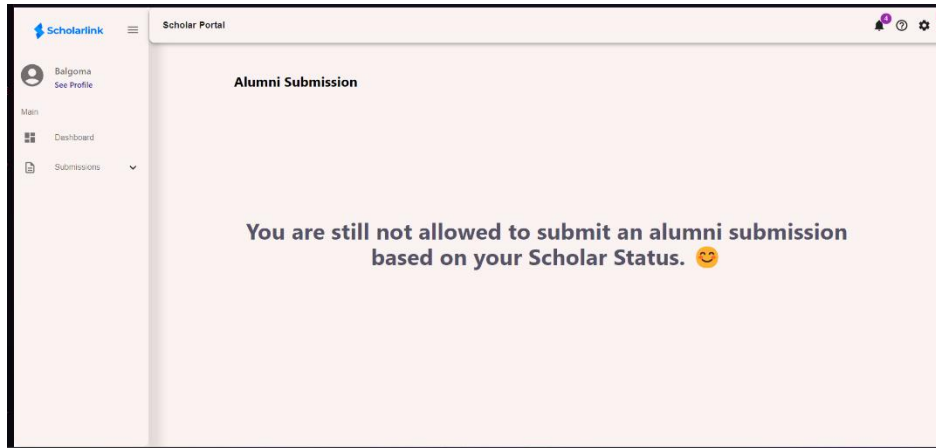 Scholarlink
Scholar Portal
4
Balgoma
See Profile
Main
Dashboard
Submissions
Alumni Submission
You are still not allowed to submit an alumni submission
based on your Scholar Status. 😊